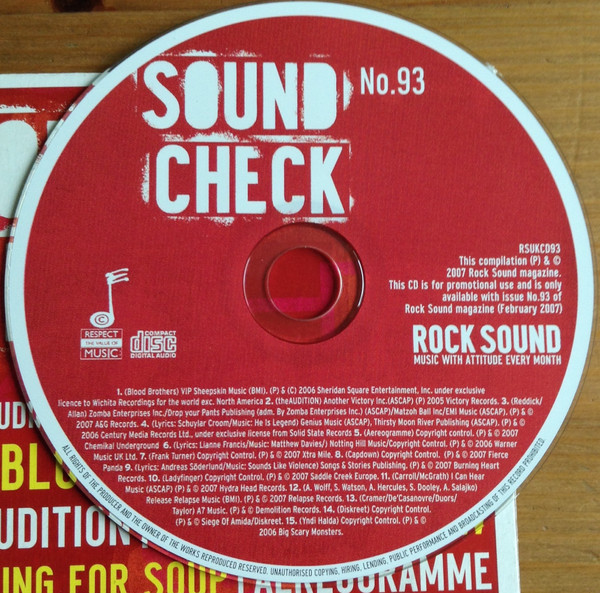 SOUND
CHECK
No.93
RSUKCD93
This compilation (P) & ©
2007 Rock Sound magazine.
This CD is for promotional use and is only
available with issue No.93 of
Rock Sound magazine (February 2007)
ROCK SOUND
MUSIC WITH ATTITUDE EVERY MONTH
RESPECT
THE VALUE OF
MUSIC
COMPACT
disc
DIGITAL AUDIO
1. (Blood Brothers) VIP Sheepskin Music (BMI). (P) & (C) 2006 Sheridan Square Entertainment, Inc. under exclusive
licence to Wichita Recordings for the world exc. North America 2. (theAUDITION) Another Victory Inc.(ASCAP) (P) 2005 Victory Records. 3. (Reddick/
Allan) Zomba Enterprises Inc./Drop your Pants Publishing (adm. By Zomba Enterprises Inc.) (ASCAP)/Matzoh Ball Inc/EMI Music (ASCAP). (P) ©
2007 A&G Records. 4. (Lyrics: Schuylar Croom/Music: He Is Legend) Genius Music (ASCAP), Thirsty Moon River Publishing (ASCAP). (P) & ©
2006 Century Media Records Ltd., under exclusive license from Solid State Records 5. (Aereogramme) Copyright control. (P) & © 2007
Chemikal Underground 6. (Lyrics: Lianne Francis/Music: Matthew Davies/) Notting Hill Music/Copyright Control. (P) & © 2006 Warner
Music UK Ltd. 7. (Frank Turner) Copyright Control. (P) © 2007 Xtra Mile. 8. (Capdown) Copyright Control. (P) & © 2007 Fierce
Panda 9. (Lyrics: Andreas Söderlund/Music: Sounds Like Violence) Songs & Stories Publishing. (P) & © 2007 Burning Heart
Records. 10. (Ladyfinger) Copyright Control. (P) © 2007 Saddle Creek Europe. 11. (Carroll/McGrath) I Can Hear
Music (ASCAP) (P) © 2007 Hydra Head Records. 12. (A. Wolff, S Watson, A. Hercules, S. Dooley, A. Salajko)
Release Relapse Music (BMI). (P) & © 2007 Relapse Records. 13. (Cramer/De'Casanovre/Duors/
Taylor) A7 Music, (P) & © Demolition Records. 14. (Diskreet) Copyright Control.
(P) & © Siege Of Amida/Diskreet. 15. (Yndi Halda) Copyright Control. (P) & ©
2006 Big Scary Monsters.
ALL RIGHTS OF THE PRODUCER AND THE OWNER OF THE WORKS REPRODUCED RESERVED. UNAUTHORISED COPYING, HIRING, LENDING, PUBLIC PERFORMANCE AND BROADCASTING OF THIS RECORD PROHIBITED.
UDITION
ING FOR SOUP
AEREOGRAMME